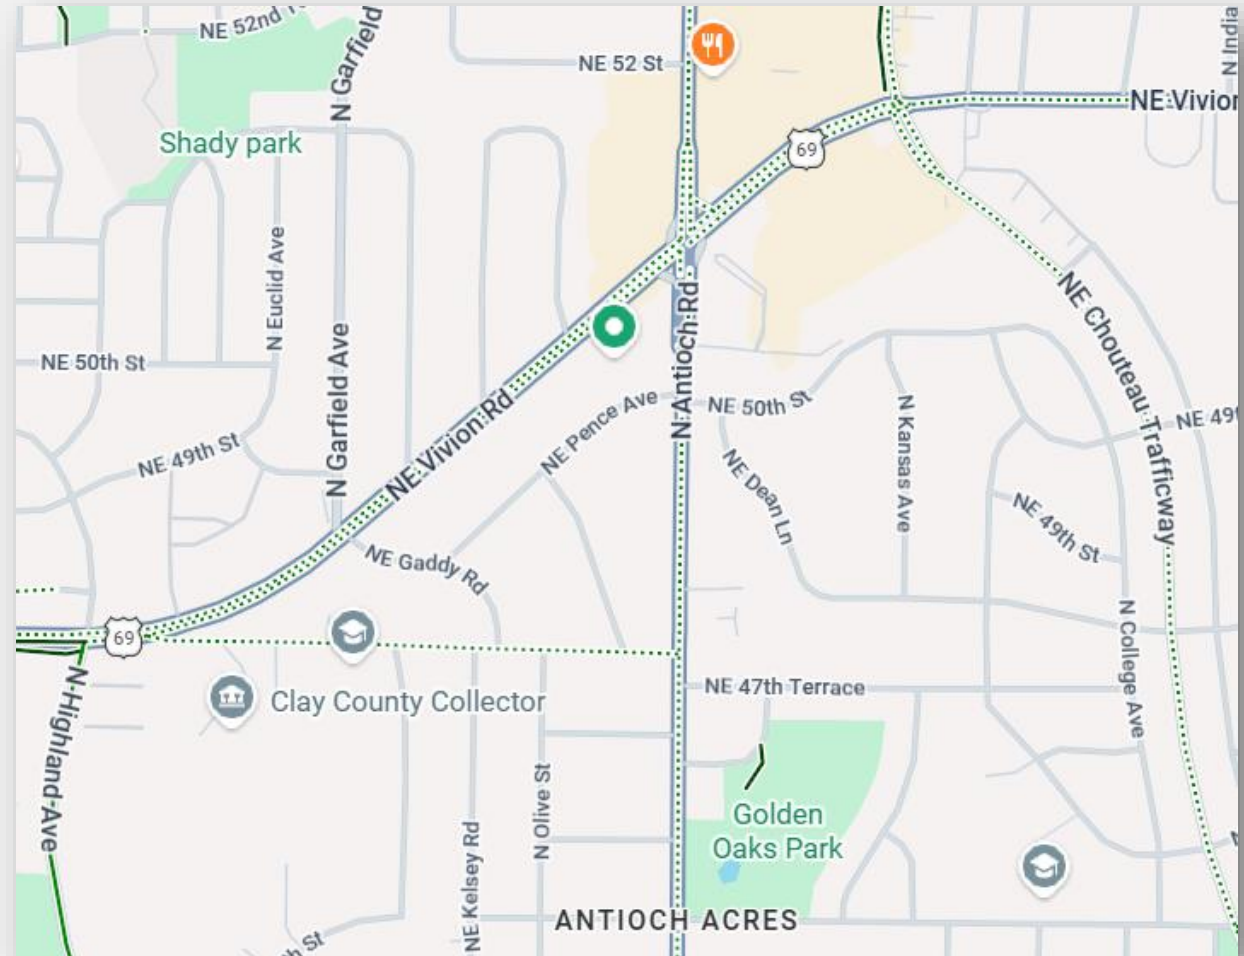 NE 52nd T
N Garfield
NE 52 St
N India
NE Vivion
69
Shady park
N Euclid Ave
N Garfield Ave
NE 50th St
N Antioch Rd
NE Chouteau Trafficway
NE Vivion Rd
NE Pence Ave
NE 50th St
N Kansas Ave
NE 49t
NE 49th St
NE Dean Ln
NE 49th St
NE Gaddy Rd
69
N College Ave
N Highland Ave
Clay County Collector
NE 47th Terrace
N Olive St
NE Kelsey Rd
Golden
Oaks Park
ANTIOCH ACRES
h St